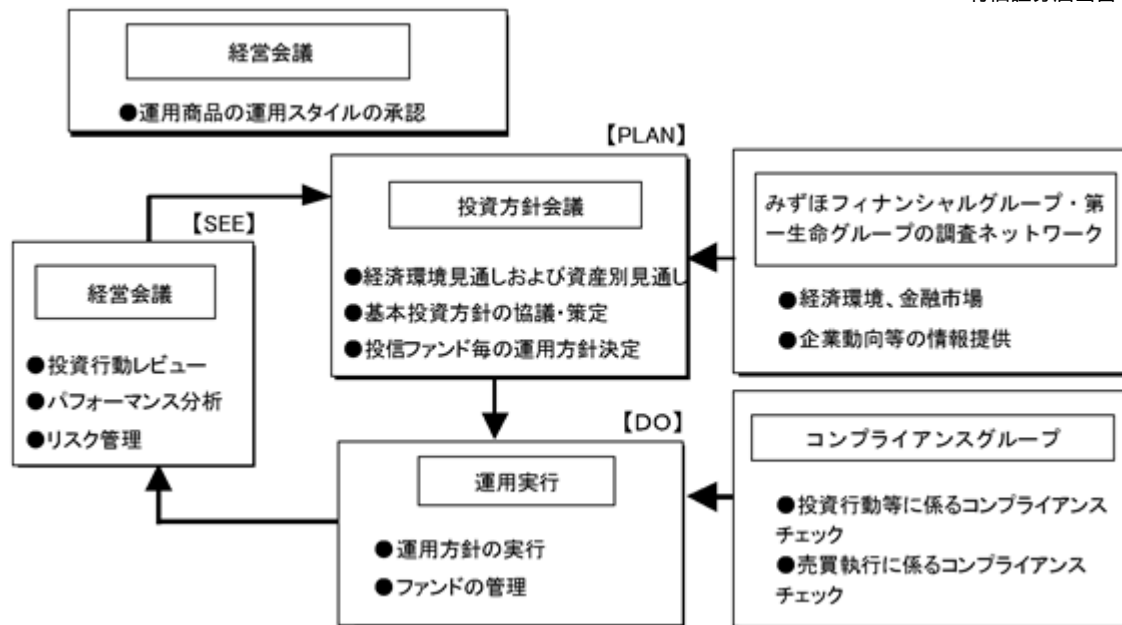 経営会議
●運用商品の運用スタイルの承認
【PLAN】
投資方針会議
●経済環境見通しおよび資産別見通し
●基本投資方針の協議・策定
●投信ファンド毎の運用方針決定
みずほフィナンシャルグループ・第
一生命グループの調査ネットワーク
●経済環境、金融市場
●企業動向等の情報提供
【SEE】
経営会議
●投資行動レビュー
●パフォーマンス分析
●リスク管理
【DO】
運用実行
●運用方針の実行
●ファンドの管理
コンプライアンスグループ
●投資行動等に係るコンプライアンス
チェック
●売買執行に係るコンプライアンス
チェック